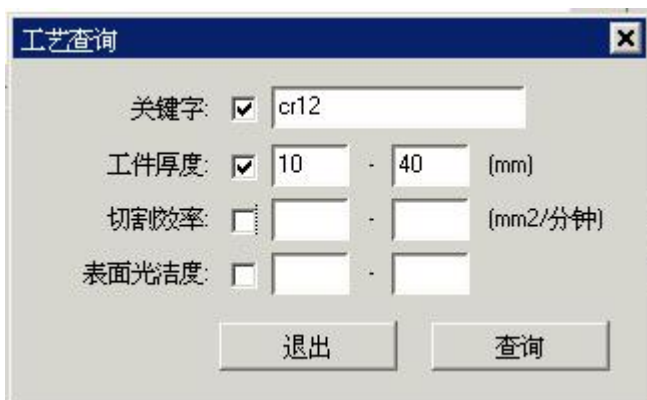 工艺查询
关键字: cr12
工件厚度: 10 - 40 (mm)
切割效率: - (mm2/分钟)
表面光洁度: -
退出 查询